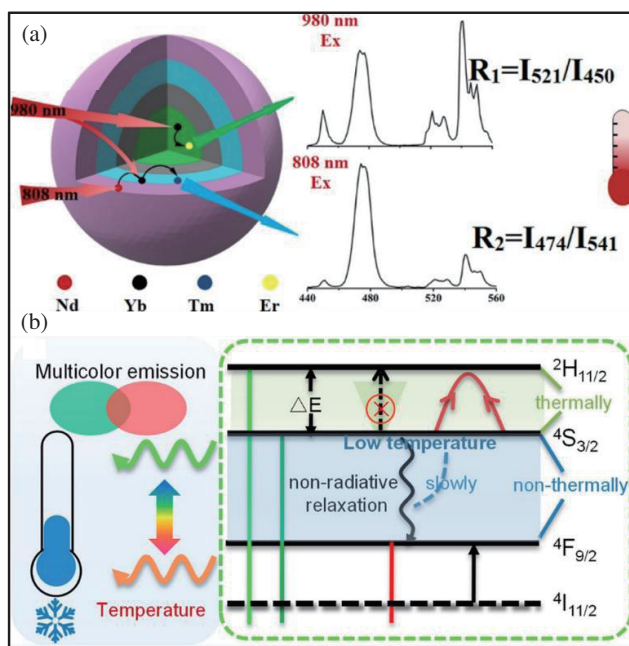 (a)
980 nm
Ex
R₁=I₅₂₁/I₄₅₀
980 nm
808 nm
808 nm
Ex
R₂=I₄₇₄/I₅₄₁
Nd
Yb
Tm
Er
440
480
520
560
(b)
Multicolor emission
Temperature
△E
Low temperature
non-radiative
relaxation
slowly
²H₁₁/₂
thermally
⁴S₃/₂
non-thermally
⁴F₉/₂
⁴I₁₁/₂